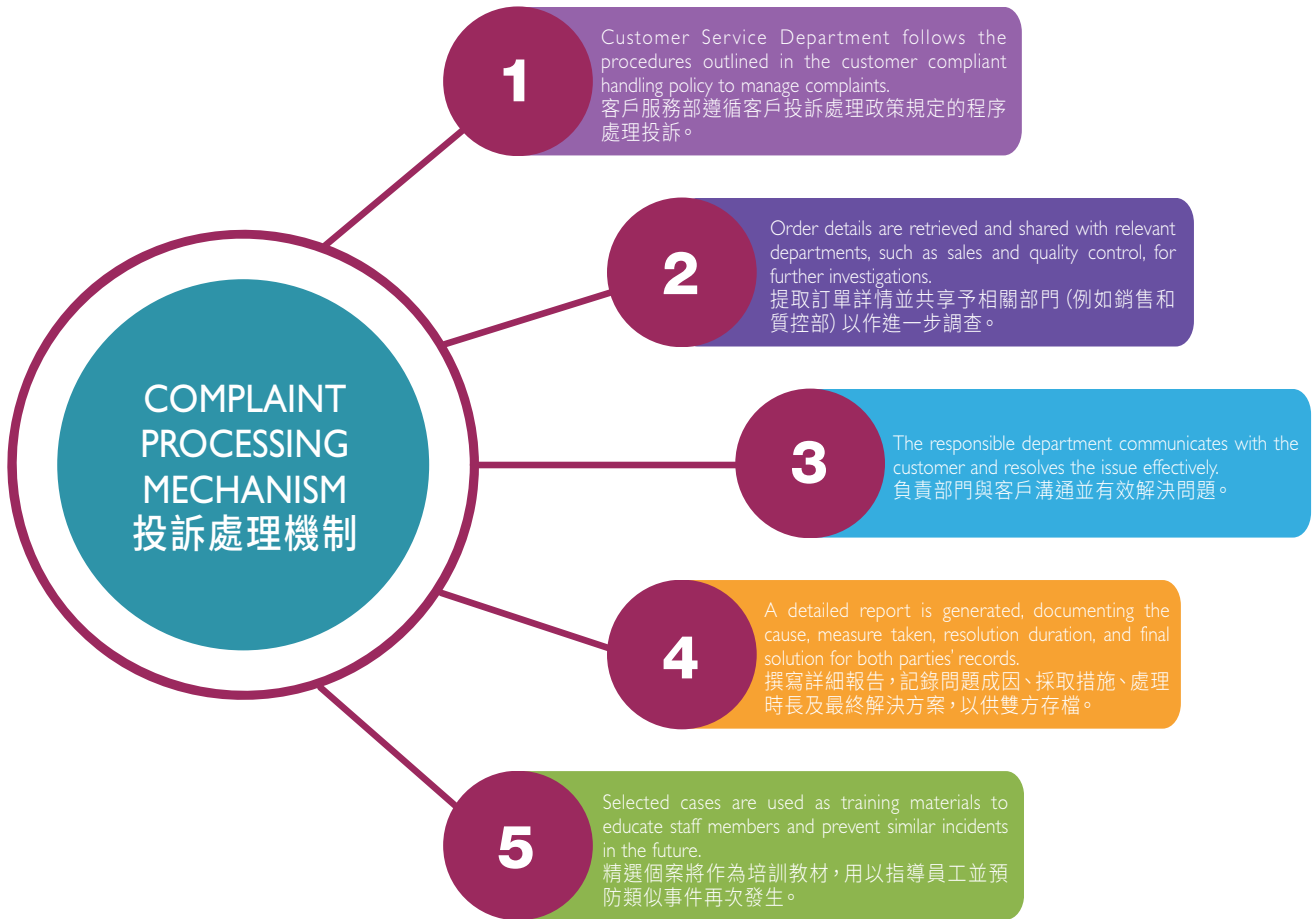 1
Customer Service Department follows the
procedures outlined in the customer compliant
handling policy to manage complaints.
客戶服務部遵循客戶投訴處理政策規定的程序
處理投訴。
2
Order details are retrieved and shared with relevant
departments, such as sales and quality control, for
further investigations.
提取訂單詳情並共享予相關部門(例如銷售和
質控部)以作進一步調查。
COMPLAINT
PROCESSING
MECHANISM
投訴處理機制
3
The responsible department communicates with the
customer and resolves the issue effectively.
負責部門與客戶溝通並有效解決問題。
4
A detailed report is generated, documenting the
cause, measure taken, resolution duration, and final
solution for both parties' records.
撰寫詳細報告，記錄問題成因、採取措施、處理
時長及最終解決方案，以供雙方存檔。
5
Selected cases are used as training materials to
educate staff members and prevent similar incidents
in the future.
精選個案將作為培訓教材，用以指導員工並預
防類似事件再次發生。